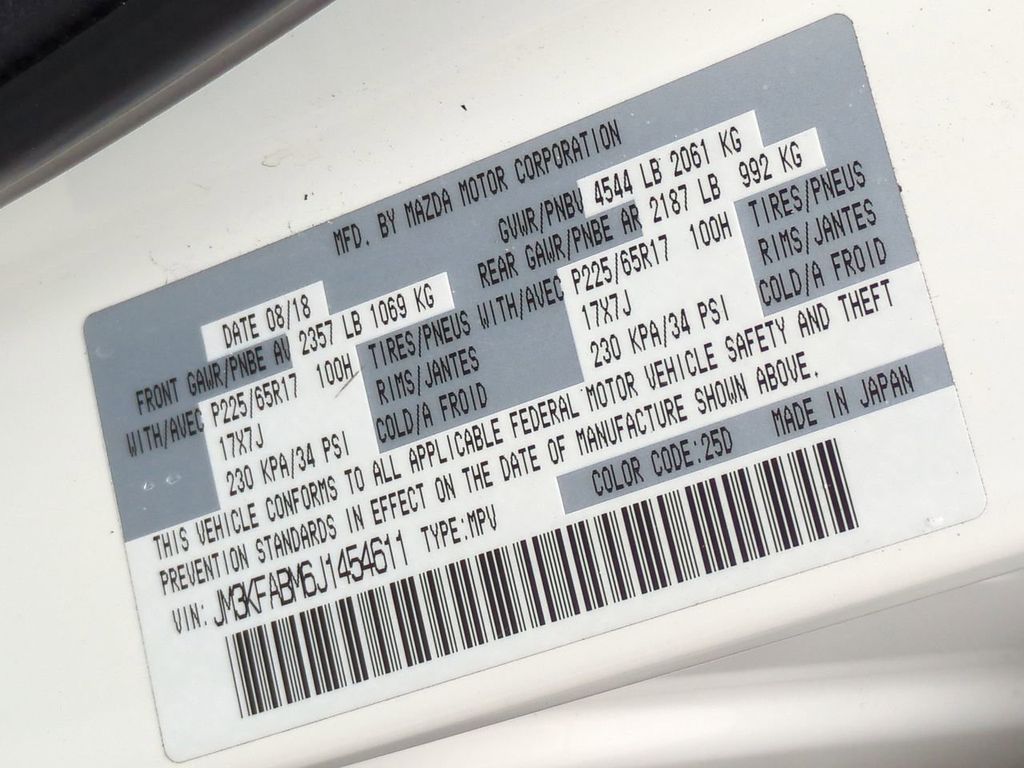 MFD. BY MAZDA MOTOR CORPORATION
DATE 08/18 GVWR/PNBV 4544 LB 2061 KG
FRONT GAWR/PNBE AV 2357 LB 1069 KG REAR GAWR/PNBE AR 2187 LB 992 KG
WITH/AVEC P225/65R17 100H TIRES/PNEUS WITH/AVEC P225/65R17 100H TIRES/PNEUS
17X7J RIMS/JANTES 17X7J RIMS/JANTES
230 KPA/34 PSI COLD/A FROID 230 KPA/34 PSI COLD/A FROID
THIS VEHICLE CONFORMS TO ALL APPLICABLE FEDERAL MOTOR VEHICLE SAFETY AND THEFT
PREVENTION STANDARDS IN EFFECT ON THE DATE OF MANUFACTURE SHOWN ABOVE.
COLOR CODE:25D MADE IN JAPAN
VIN: JM3KFABM6J1454611 TYPE:MPV